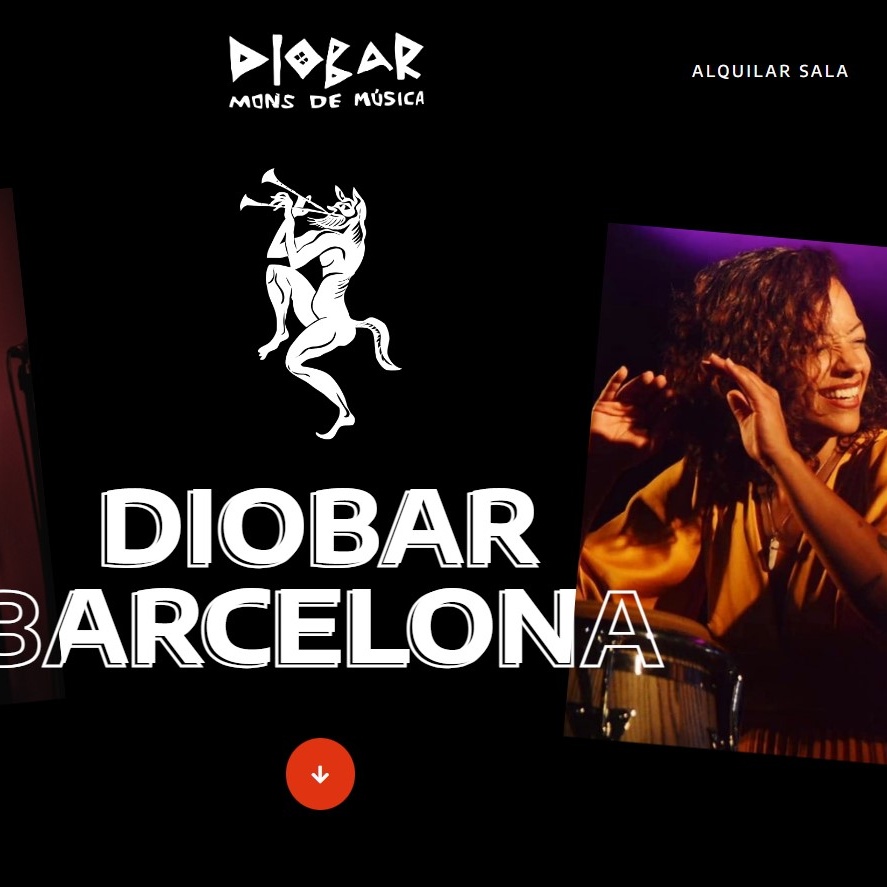 DIOBAR
MONS DE MÚSICA
ALQUILAR SALA
DIOBAR
BARCELONA